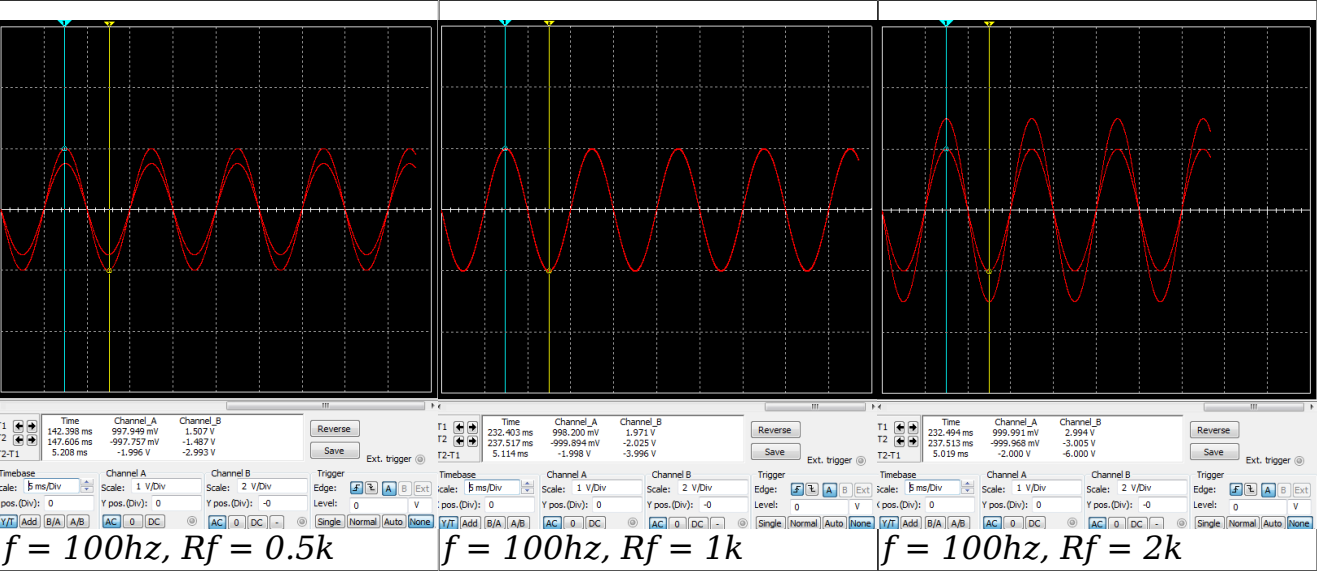 T1
T2
T2-T1
Time Channel_A Channel_B
142.398 ms 997.949 mV 1.507 V
147.606 ms -997.757 mV -1.487 V
5.208 ms -1.996 V -2.993 V
Reverse
Save
Ext. trigger
Timebase
Scale: 5 ms/Div
pos.(Div): 0
Y/T Add B/A A/B
Channel A
Scale: 1 V/Div
Y pos.(Div): 0
AC 0 DC
Channel B
Scale: 2 V/Div
Y pos.(Div): -0
AC 0 DC -
Trigger
Edge: A B Ext
Level: 0 V
Single Normal Auto None
f = 100hz, Rf = 0.5k
T1
T2
T2-T1
Time Channel_A Channel_B
232.403 ms 998.200 mV 1.971 V
237.517 ms -999.894 mV -2.025 V
5.114 ms -1.998 V -3.996 V
Reverse
Save
Ext. trigger
Timebase
Scale: 5 ms/Div
pos.(Div): 0
Y/T Add B/A A/B
Channel A
Scale: 1 V/Div
Y pos.(Div): 0
AC 0 DC
Channel B
Scale: 2 V/Div
Y pos.(Div): -0
AC 0 DC -
Trigger
Edge: A B Ext
Level: 0 V
Single Normal Auto None
f = 100hz, Rf = 1k
T1
T2
T2-T1
Time Channel_A Channel_B
232.494 ms 999.991 mV 2.994 V
237.513 ms -999.968 mV -3.005 V
5.019 ms -2.000 V -6.000 V
Reverse
Save
Ext. trigger
Timebase
Scale: 5 ms/Div
X pos.(Div): 0
Y/T Add B/A A/B
Channel A
Scale: 1 V/Div
Y pos.(Div): 0
AC 0 DC
Channel B
Scale: 2 V/Div
Y pos.(Div): -0
AC 0 DC -
Trigger
Edge: A B Ext
Level: 0 V
Single Normal Auto None
f = 100hz, Rf = 2k